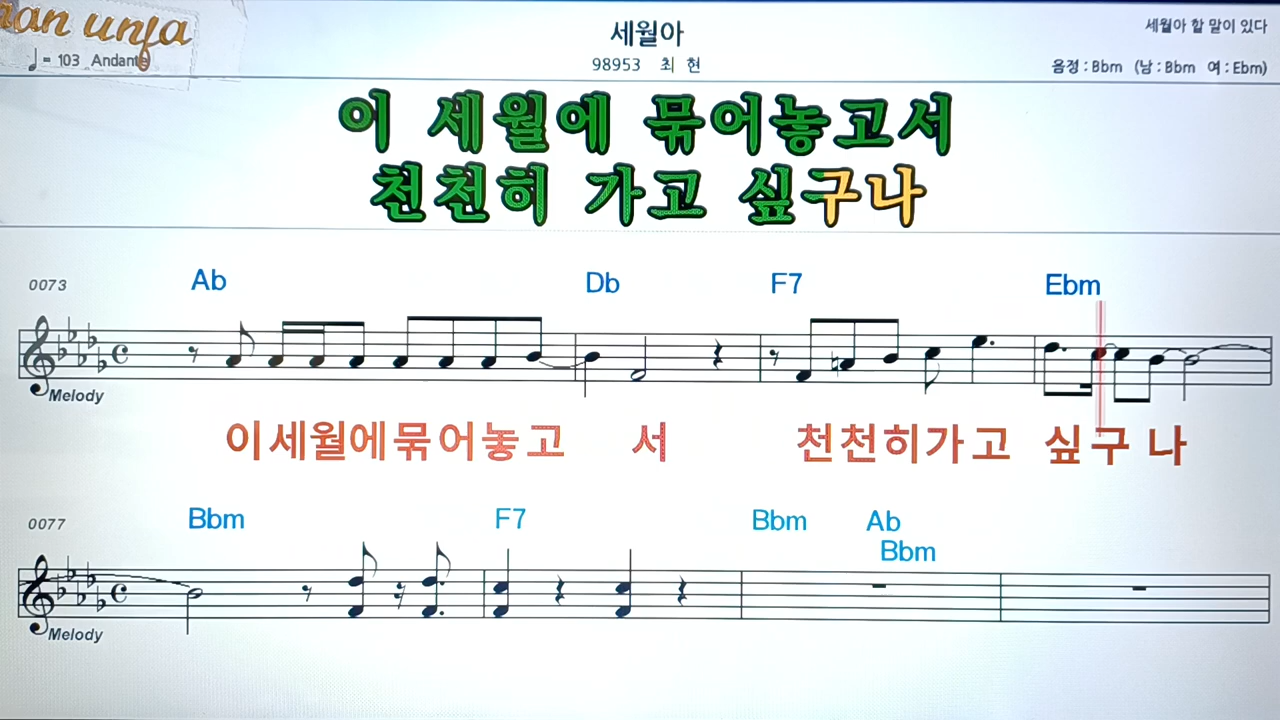 세월아
세월아 할 말이 있다
♩= 103 Andante
98953 최 현
음정 : Bbm (남 : Bbm 여 : Ebm)
이 세월에 묶어놓고서
천천히 가고 싶구나
0073
Ab Db F7 Ebm
Melody
이세월에묶어놓고 서 천천히가고 싶구 나
0077
Bbm F7 Bbm Ab
Bbm
Melody